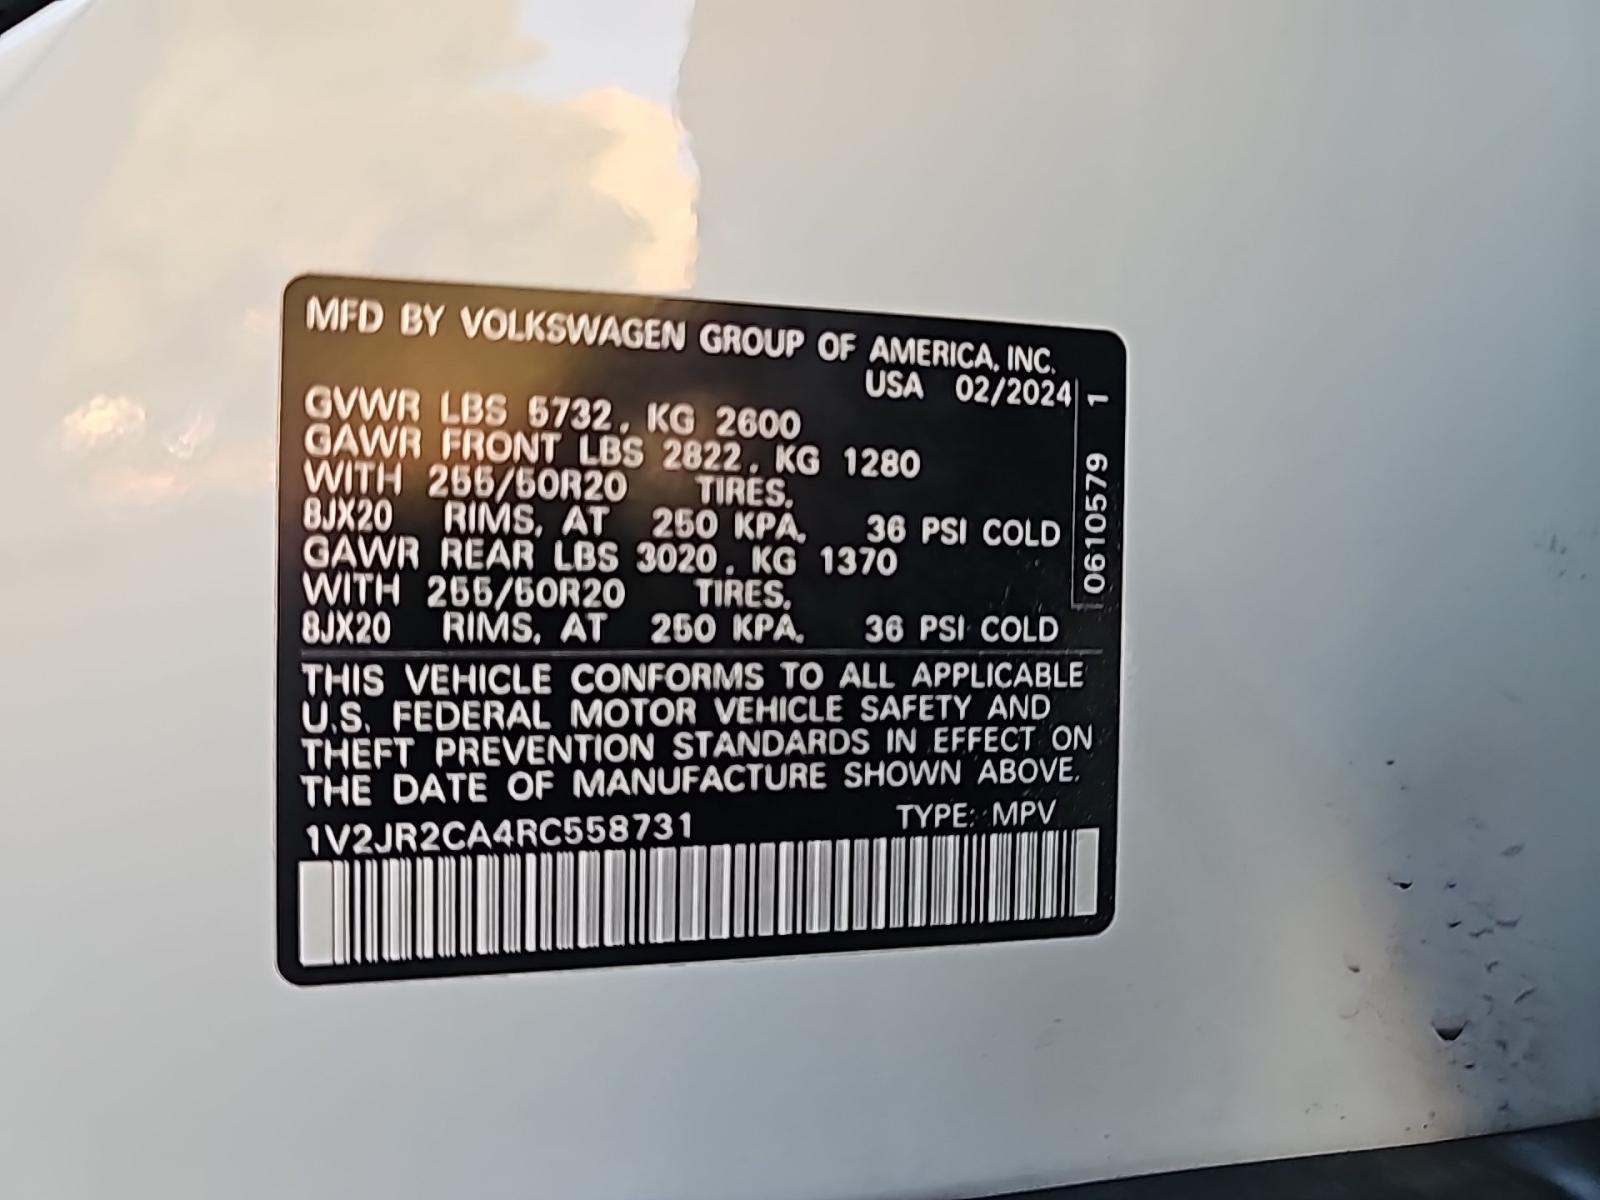 MFD BY VOLKSWAGEN GROUP OF AMERICA, INC.
USA 02/2024
GVWR LBS 5732, KG 2600
GAWR FRONT LBS 2822, KG 1280
WITH 255/50R20 TIRES,
8JX20 RIMS, AT 250 KPA, 36 PSI COLD
GAWR REAR LBS 3020, KG 1370
WITH 255/50R20 TIRES,
8JX20 RIMS, AT 250 KPA, 36 PSI COLD
0610579 1
THIS VEHICLE CONFORMS TO ALL APPLICABLE
U.S. FEDERAL MOTOR VEHICLE SAFETY AND
THEFT PREVENTION STANDARDS IN EFFECT ON
THE DATE OF MANUFACTURE SHOWN ABOVE.
1V2JR2CA4RC558731 TYPE: MPV